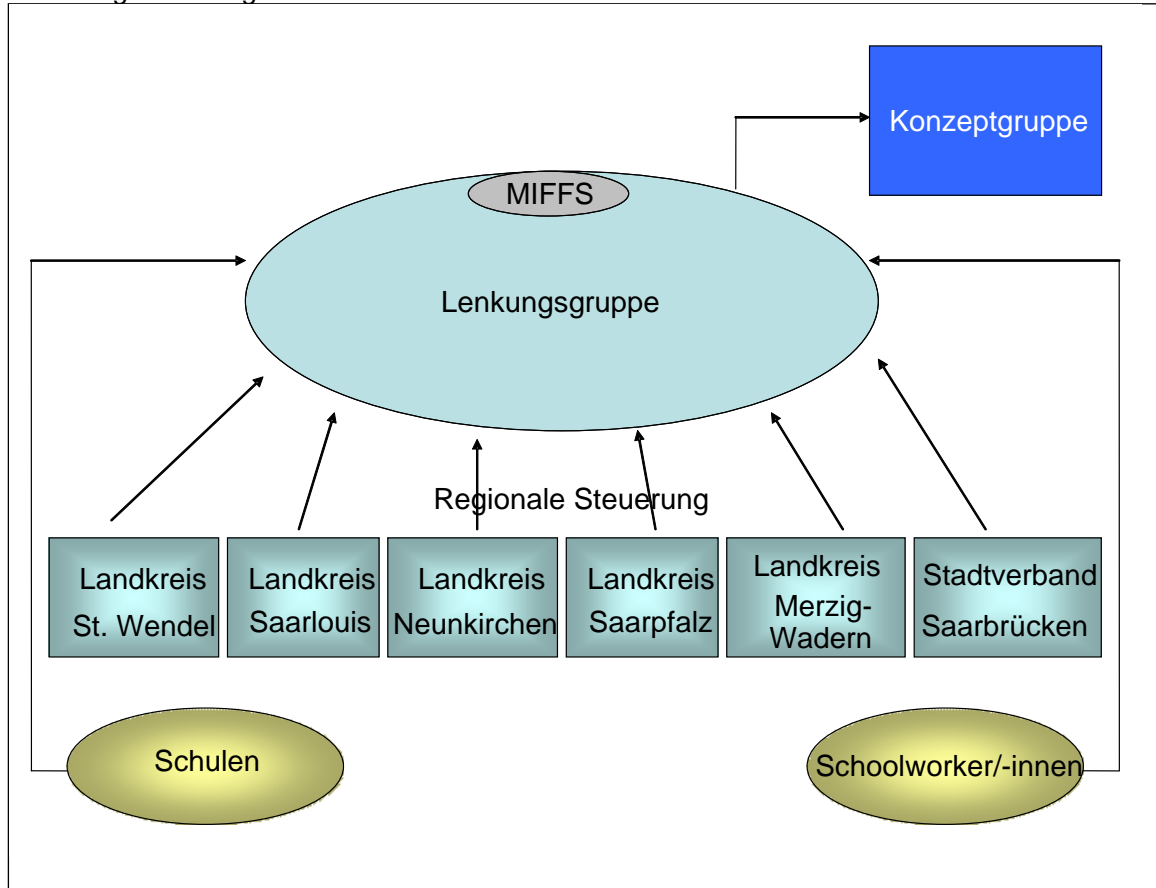 Konzeptgruppe
MIFFS
Lenkungsgruppe
Regionale Steuerung
Landkreis
St. Wendel
Landkreis
Saarlouis
Landkreis
Neunkirchen
Landkreis
Saarpfalz
Landkreis
Merzig-
Wadern
Stadtverband
Saarbrücken
Schulen
Schoolworker/-innen